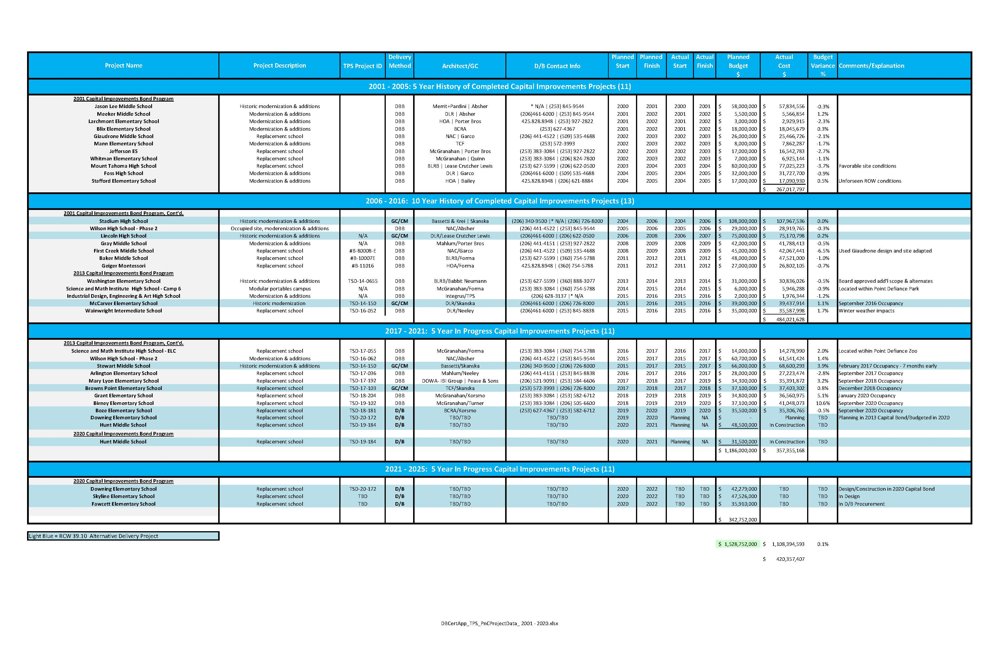 Project Name Project Description TPS Project ID Delivery Method Architect/GC D/B Contact Info Planned Start Planned Finish Actual Start Actual Finish Planned Budget $ Actual Cost $ Budget Variance % Comments/Explanation
2001 - 2005: 5 Year History of Completed Capital Improvements Projects (11)
2001 Capital Improvements Bond Program
Jason Lee Middle School Historic modernization & additions DBB Merrit+Pardini | Absher * N/A | (253) 845-9544 2000 2001 2000 2001 $ 58,000,000 $ 57,834,556 -0.3%
Meeker Middle School Modernization & additions DBB DLR | Absher (206)461-6000 | (253) 845-9544 2001 2002 2001 2002 $ 5,500,000 $ 5,566,854 1.2%
Larchmont Elementary School Modernization & additions DBB HOA | Porter Bros 425.828.8948 | (253) 927-2822 2001 2002 2001 2002 $ 3,000,000 $ 2,929,915 -2.3%
Blix Elementary School Modernization & additions DBB BCRA (253) 627-4367 2001 2002 2001 2002 $ 18,000,000 $ 18,045,679 0.3%
Giaudrone Middle School Replacement school DBB NAC | Garco (206) 441-4522 | (509) 535-4688 2002 2003 2002 2003 $ 26,000,000 $ 25,466,726 -2.1%
Mann Elementary School Modernization & additions DBB TCF (253) 572-3993 2002 2003 2002 2003 $ 8,000,000 $ 7,862,287 -1.7%
Jefferson ES Replacement school DBB McGranahan | Porter Bros (253) 383-3084 | (253) 927-2822 2002 2003 2002 2003 $ 17,000,000 $ 16,542,783 -2.7%
Whitman Elementary School Replacement school DBB McGranahan | Quinn (253) 383-3084 | (206) 824-7800 2002 2003 2002 2003 $ 7,000,000 $ 6,925,144 -1.1%
Mount Tahoma High School Replacement school DBB BLRB | Lease Crutcher Lewis (253) 627-5599 | (206) 622-0500 2003 2004 2003 2004 $ 80,000,000 $ 77,025,223 -3.7% Favorable site conditions
Foss High School Modernization & additions DBB DLR | Garco (206)461-6000 | (509) 535-4688 2004 2005 2004 2005 $ 32,000,000 $ 31,727,700 -0.9%
Stafford Elementary School Modernization & additions DBB HOA | Bailey 425.828.8948 | (206) 621-8884 2004 2005 2004 2005 $ 17,000,000 $ 17,090,930 0.5% Unforseen ROW conditions
$ 267,017,797
2006 - 2016: 10 Year History of Completed Capital Improvements Projects (13)
2001 Capital Improvements Bond Program, Cont'd.
Stadium High School Historic modernization & additions GC/CM Bassetti & Krei | Skanska (206) 340-9500 |* N/A| (206) 726-8000 2004 2006 2004 2006 $ 108,000,000 $ 107,967,536 0.0%
Wilson High School - Phase 2 Occupied site, moderenization & additions DBB NAC/Absher (206) 441-4522 | (253) 845-9544 2005 2006 2005 2006 $ 29,000,000 $ 28,919,765 -0.3%
Lincoln High School Historic modernization & additions N/A GC/CM DLR/Lease Crutcher Lewis (206)461-6000 | (206) 622-0500 2006 2008 2006 2007 $ 75,000,000 $ 75,170,798 0.2%
Gray Middle School Modernization & additions N/A DBB Mahlum/Porter Bros (206) 441-4151 | (253) 927-2822 2008 2009 2008 2009 $ 42,000,000 $ 41,788,413 -0.5%
First Creek Middle School Replacement school #B-80008-E DBB NAC/Garco (206) 441-4522 | (509) 535-4688 2008 2009 2008 2009 $ 45,000,000 $ 42,067,441 -6.5% Used Giaudrone design and site adapted
Baker Middle School Replacement school #B-10007E DBB BLRB/Forma (253) 627-5599 | (360) 754-5788 2011 2012 2011 2012 $ 48,000,000 $ 47,521,000 -1.0%
Geiger Montessori Replacement school #B-11016 DBB HOA/Forma 425.828.8948 | (360) 754-5788 2011 2012 2011 2012 $ 27,000,000 $ 26,802,105 -0.7%
2013 Capital Improvements Bond Program
Washington Elementary School Historic modernization & additions TSD-14-0655 DBB BLRB/Babbit Neumann (253) 627-5599 | (360) 888-3077 2013 2014 2013 2014 $ 31,000,000 $ 30,836,026 -0.5% Board approved add'l scope & alternates
Science and Math Institute High School - Camp 6 Modular portables campus N/A DBB McGranahan/Forma (253) 383-3084 | (360) 754-5788 2014 2015 2014 2015 $ 6,000,000 $ 5,946,288 -0.9% Located within Point Defiance Park
Industrial Design, Engineering & Art High School Modernization & additions N/A DBB Integrus/TPS (206) 628-3137 |* N/A 2015 2016 2015 2016 $ 2,000,000 $ 1,976,344 -1.2%
McCarver Elementary School Historic modernization TSD-14-150 GC/CM DLR/Skanska (206)461-6000 | (206) 726-8000 2015 2016 2015 2016 $ 39,000,000 $ 39,437,914 1.1% September 2016 Occupancy
Wainwright Intermediate School Replacement school TSD-16-052 DBB DLR/Neeley (206)461-6000 | (253) 845-8838 2015 2016 2015 2016 $ 35,000,000 $ 35,587,998 1.7% Winter weather impacts
$ 484,021,628
2017 - 2021: 5 Year In Progress Capital Improvements Projects (11)
2013 Capital Improvements Bond Program, Cont'd.
Science and Math Institute High School - ELC Replacement school TSD-17-055 DBB McGranahan/Forma (253) 383-3084 | (360) 754-5788 2016 2017 2016 2017 $ 14,000,000 $ 14,278,990 2.0% Located wtihin Point Defiance Zoo
Wilson High School - Phase 2 Modernization & additions TSD-16-062 DBB NAC/Absher (206) 441-4522 | (253) 845-9544 2015 2017 2015 2017 $ 60,700,000 $ 61,541,424 1.4%
Stewart Middle School Historic modernization & additions TSD-14-150 GC/CM Bassetti/Skanska (206) 340-9500 | (206) 726-8000 2015 2017 2015 2017 $ 66,000,000 $ 68,600,293 3.9% February 2017 Occupancy - 7 months early
Arlington Elementary School Replacement school TSD-17-036 DBB Mahlum/Neeley (206) 441-4151 | (253) 845-8838 2016 2017 2016 2017 $ 28,000,000 $ 27,223,474 -2.8% September 2017 Occupancy
Mary Lyon Elementary School Replacement school TSD-17-192 DBB DOWA- IBI Group | Pease & Sons (206) 521-9091| (253) 584-6606 2017 2018 2017 2019 $ 34,300,000 $ 35,391,872 3.2% September 2018 Occupancy
Browns Point Elementary School Replacement school TSD-17-103 GC/CM TCF/Skanska (253) 572-3993 | (206) 726-8000 2017 2018 2017 2018 $ 37,100,000 $ 37,403,302 0.8% December 2018 Occupancy
Grant Elementary School Replacement school TSD-18-204 DBB McGranahan/Korsmo (253) 383-3084 | (253) 582-6712 2018 2019 2018 2019 $ 34,800,000 $ 36,560,975 5.1% January 2020 Occupancy
Birney Elementary School Replacement school TSD-19-102 DBB McGranahan/Turner (253) 383-3084 | (206) 505-6600 2018 2019 2019 2020 $ 37,100,000 $ 41,048,073 10.6% September 2020 Occupancy
Boze Elementary School Replacement school TSD-18-181 D/B BCRA/Korsmo (253) 627-4367 | (253) 582-6712 2019 2020 2019 2020 $ 35,500,000 $ 35,306,765 -0.5% September 2020 Occupancy
Downing Elementary School Replacement school TSD-20-172 D/B TBD/TBD TBD/TBD 2019 2020 Planning NA $ - Planning TBD Planning in 2013 Capital Bond/Budgeted in 2020
Hunt Middle School Replacement school TSD-19-184 D/B TBD/TBD TBD/TBD 2020 2021 Planning NA $ 48,500,000 In Construction TBD
2020 Capital Improvements Bond Program
Hunt Middle School Replacement school TSD-19-184 D/B TBD/TBD TBD/TBD 2020 2021 Planning NA $ 31,500,000 In Construction TBD
$ 1,186,000,000 $ 357,355,168
2021 - 2025: 5 Year In Progress Capital Improvements Projects (11)
2020 Capital Improvements Bond Program
Downing Elementary School Replacement school TSD-20-172 D/B TBD/TBD TBD/TBD 2020 2022 TBD TBD $ 42,279,000 TBD TBD Design/Construction in 2020 Capital Bond
Skyline Elementary School Replacement school TBD D/B TBD/TBD TBD/TBD 2020 2022 TBD TBD $ 47,526,000 TBD TBD In Design
Fawcett Elementary School Replacement school TBD D/B TBD/TBD TBD/TBD 2020 2022 TBD TBD $ 35,910,000 TBD TBD In D/B Procurement
$ 342,752,000
Light Blue = RCW 39.10 Alternative Delivery Project
$ 1,528,752,000 $ 1,108,394,593 0.1%
$ 420,357,407
DBCertApp_TPS_PnCProjectData_ 2001 - 2020.xlsx